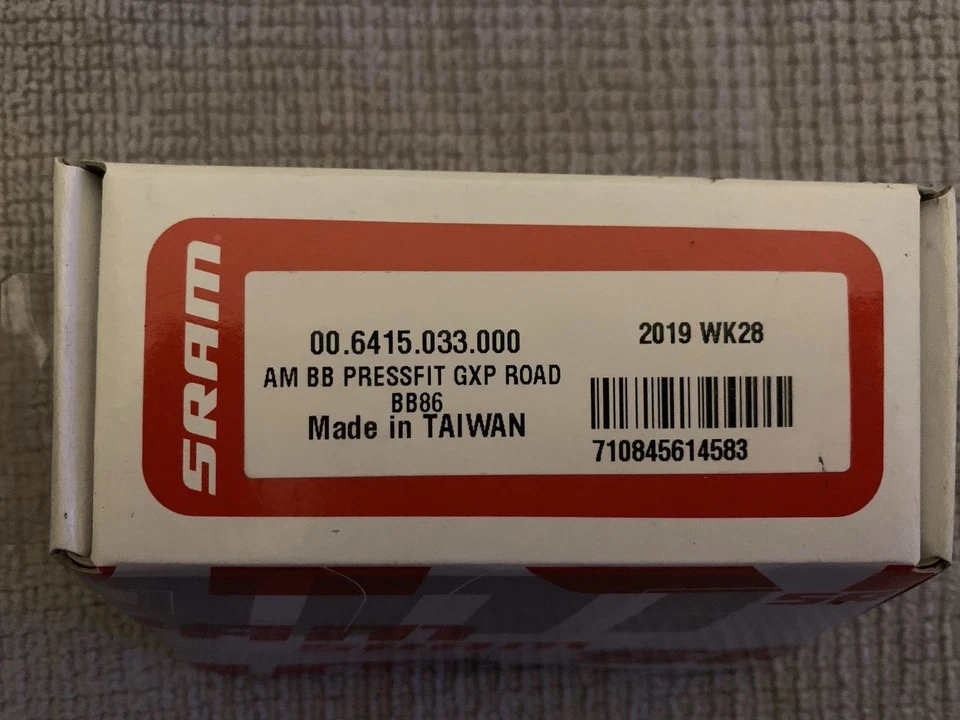 SRAM
00.6415.033.000
AM BB PRESSFIT GXP ROAD
BB86
Made in TAIWAN
2019 WK28
710845614583